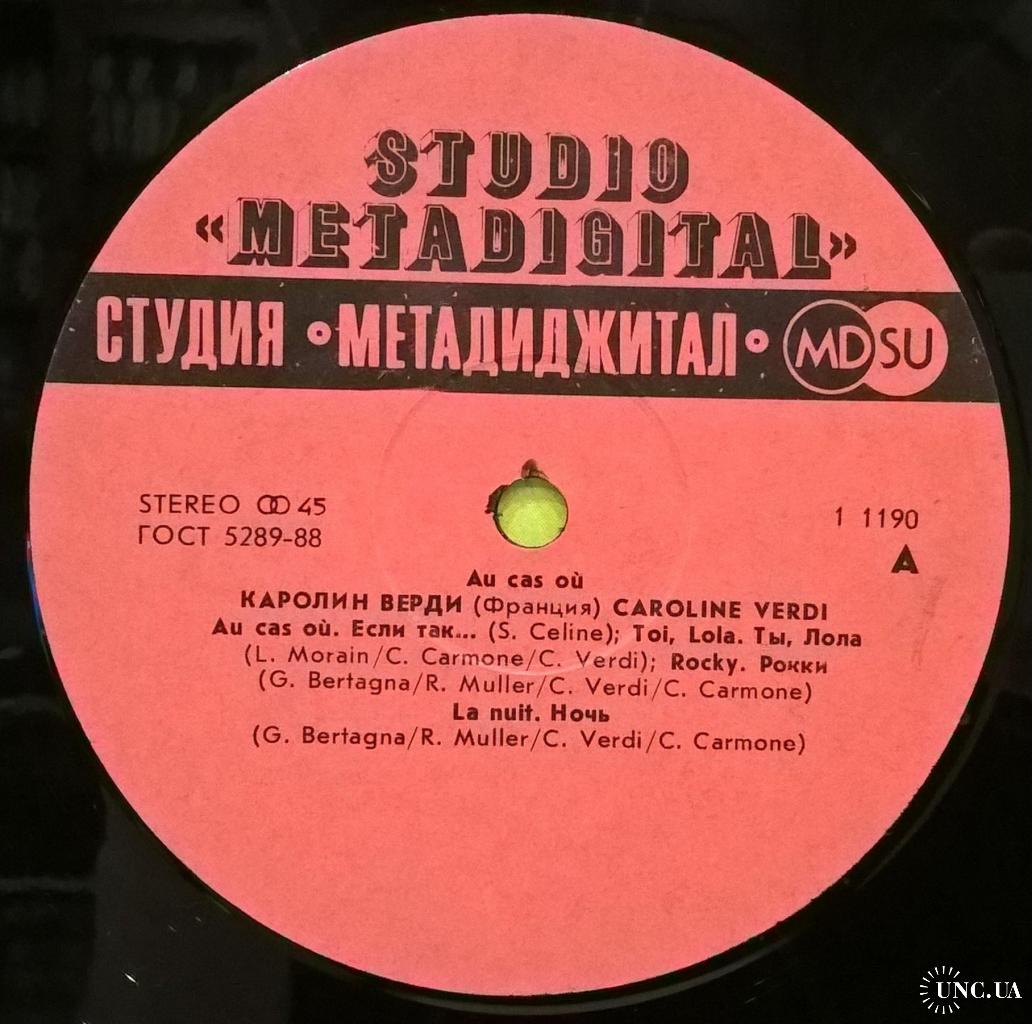 STUDIO
«METADIGITAL»
СТУДИЯ •МЕТАДИДЖИТАЛ• MDSU
STEREO Ꝏ 45
ГОСТ 5289-88
1 1190
A
Au cas où
КАРОЛИН ВЕРДИ (Франция) CAROLINE VERDI
Au cas où. Если так... (S. Celine); Toi, Lola. Ты, Лола
(L. Morain/C. Carmone/C. Verdi); Rocky. Рокки
(G. Bertagna/R. Muller/C. Verdi/C. Carmone)
La nuit. Ночь
(G. Bertagna/R. Muller/C. Verdi/C. Carmone)
UNC.UA